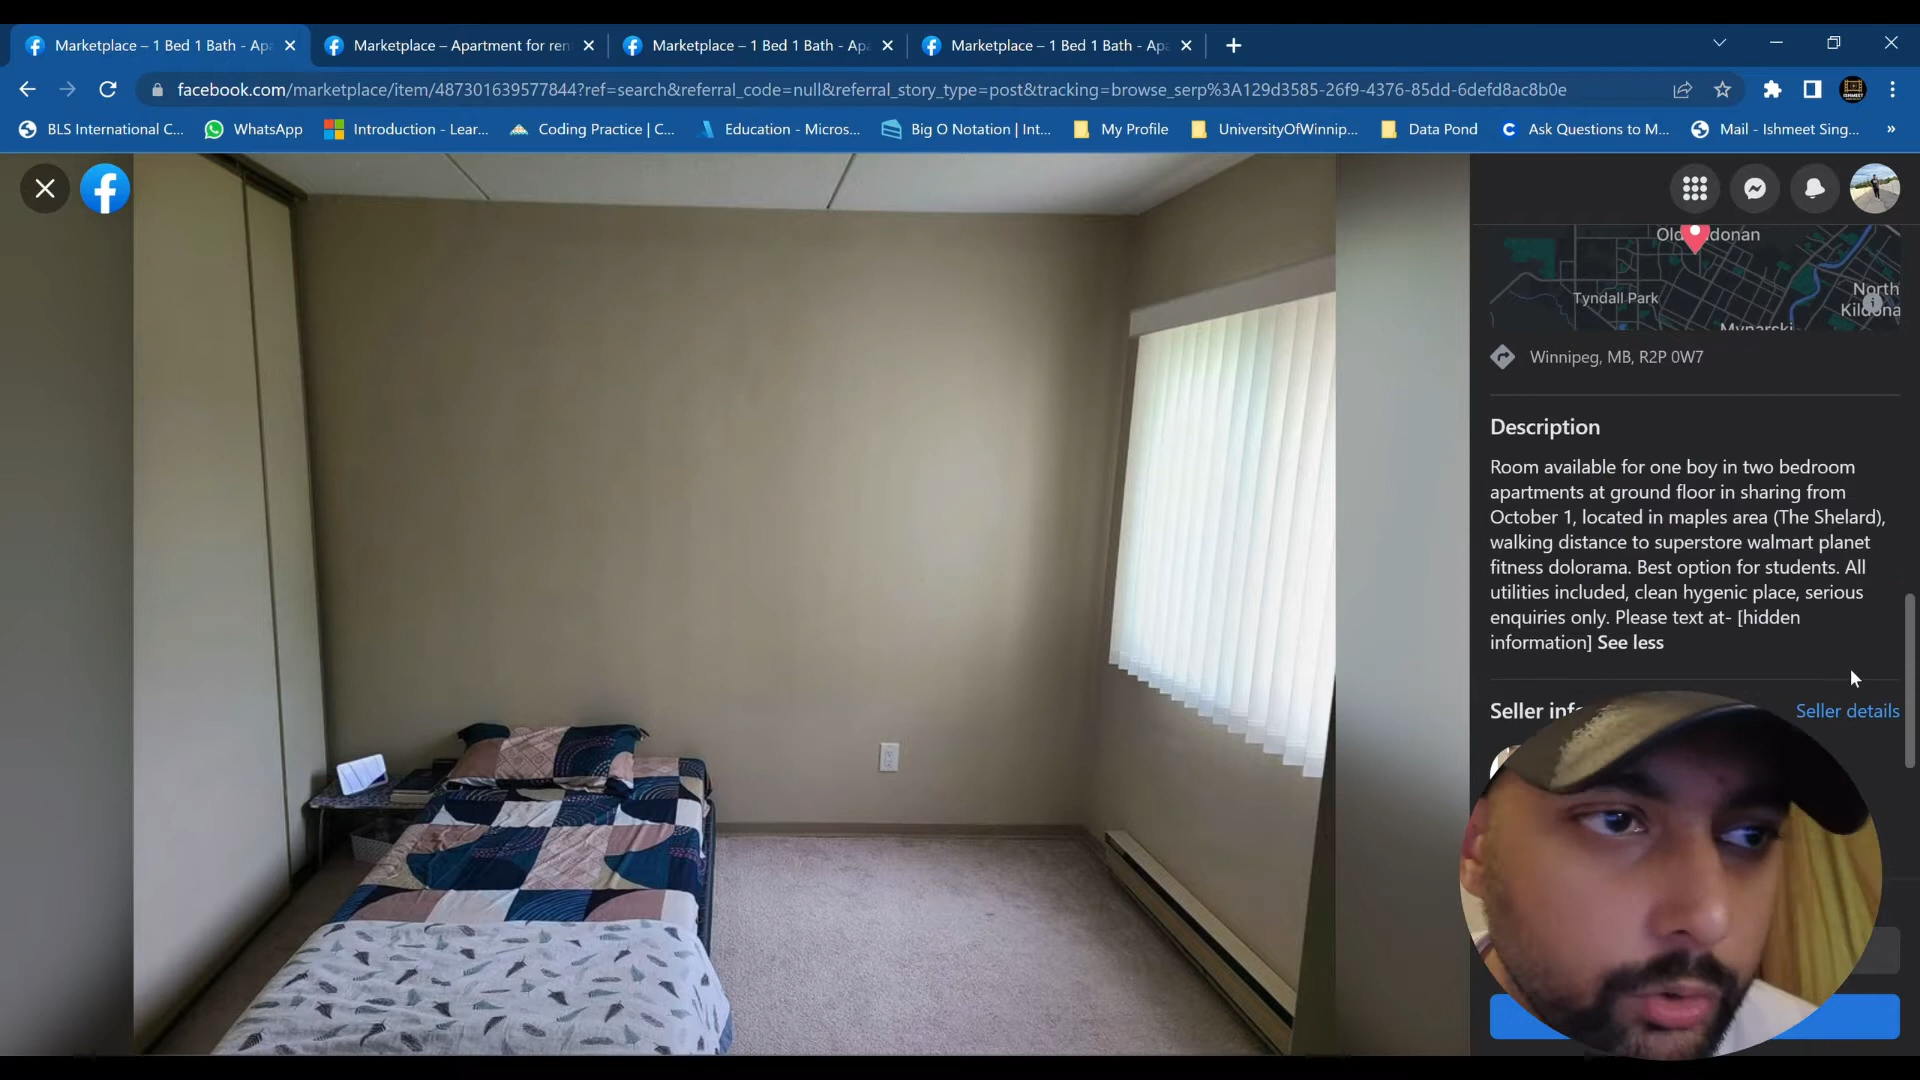 Marketplace – 1 Bed 1 Bath - Apa
Marketplace – Apartment for ren
Marketplace – 1 Bed 1 Bath - Apa
Marketplace – 1 Bed 1 Bath - Apa
facebook.com/marketplace/item/487301639577844?ref=search&referral_code=null&referral_story_type=post&tracking=browse_serp%3A129d3585-26f9-4376-85dd-6defd8ac8b0e
BLS International C...
WhatsApp
Introduction - Lear...
Coding Practice | C...
Education - Micros...
Big O Notation | Int...
My Profile
UniversityOfWinnip...
Data Pond
Ask Questions to M...
Mail - Ishmeet Sing...
»
Tyndall Park
North
Winnipeg, MB, R2P 0W7
Description
Room available for one boy in two bedroom
apartments at ground floor in sharing from
October 1, located in maples area (The Shelard),
walking distance to superstore walmart planet
fitness dolorama. Best option for students. All
utilities included, clean hygenic place, serious
enquiries only. Please text at- [hidden
information] See less
Seller
Seller details